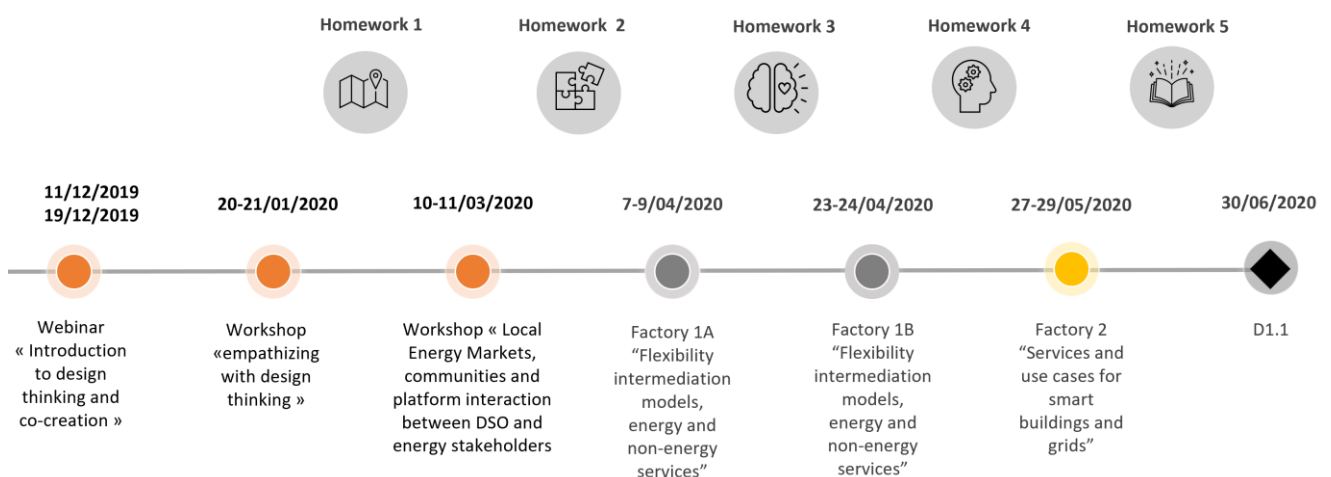 Homework 1
Homework 2
Homework 3
Homework 4
Homework 5
11/12/2019
19/12/2019
20-21/01/2020
10-11/03/2020
7-9/04/2020
23-24/04/2020
27-29/05/2020
30/06/2020
Webinar
« Introduction
to design
thinking and
co-creation »
Workshop
«empathizing
with design
thinking »
Workshop « Local
Energy Markets,
communities and
platform interaction
between DSO and
energy stakeholders
Factory 1A
“Flexibility
intermediation
models,
energy and
non-energy
services”
Factory 1B
“Flexibility
intermediation
models,
energy and
non-energy
services”
Factory 2
“Services and
use cases for
smart
buildings and
grids”
D1.1